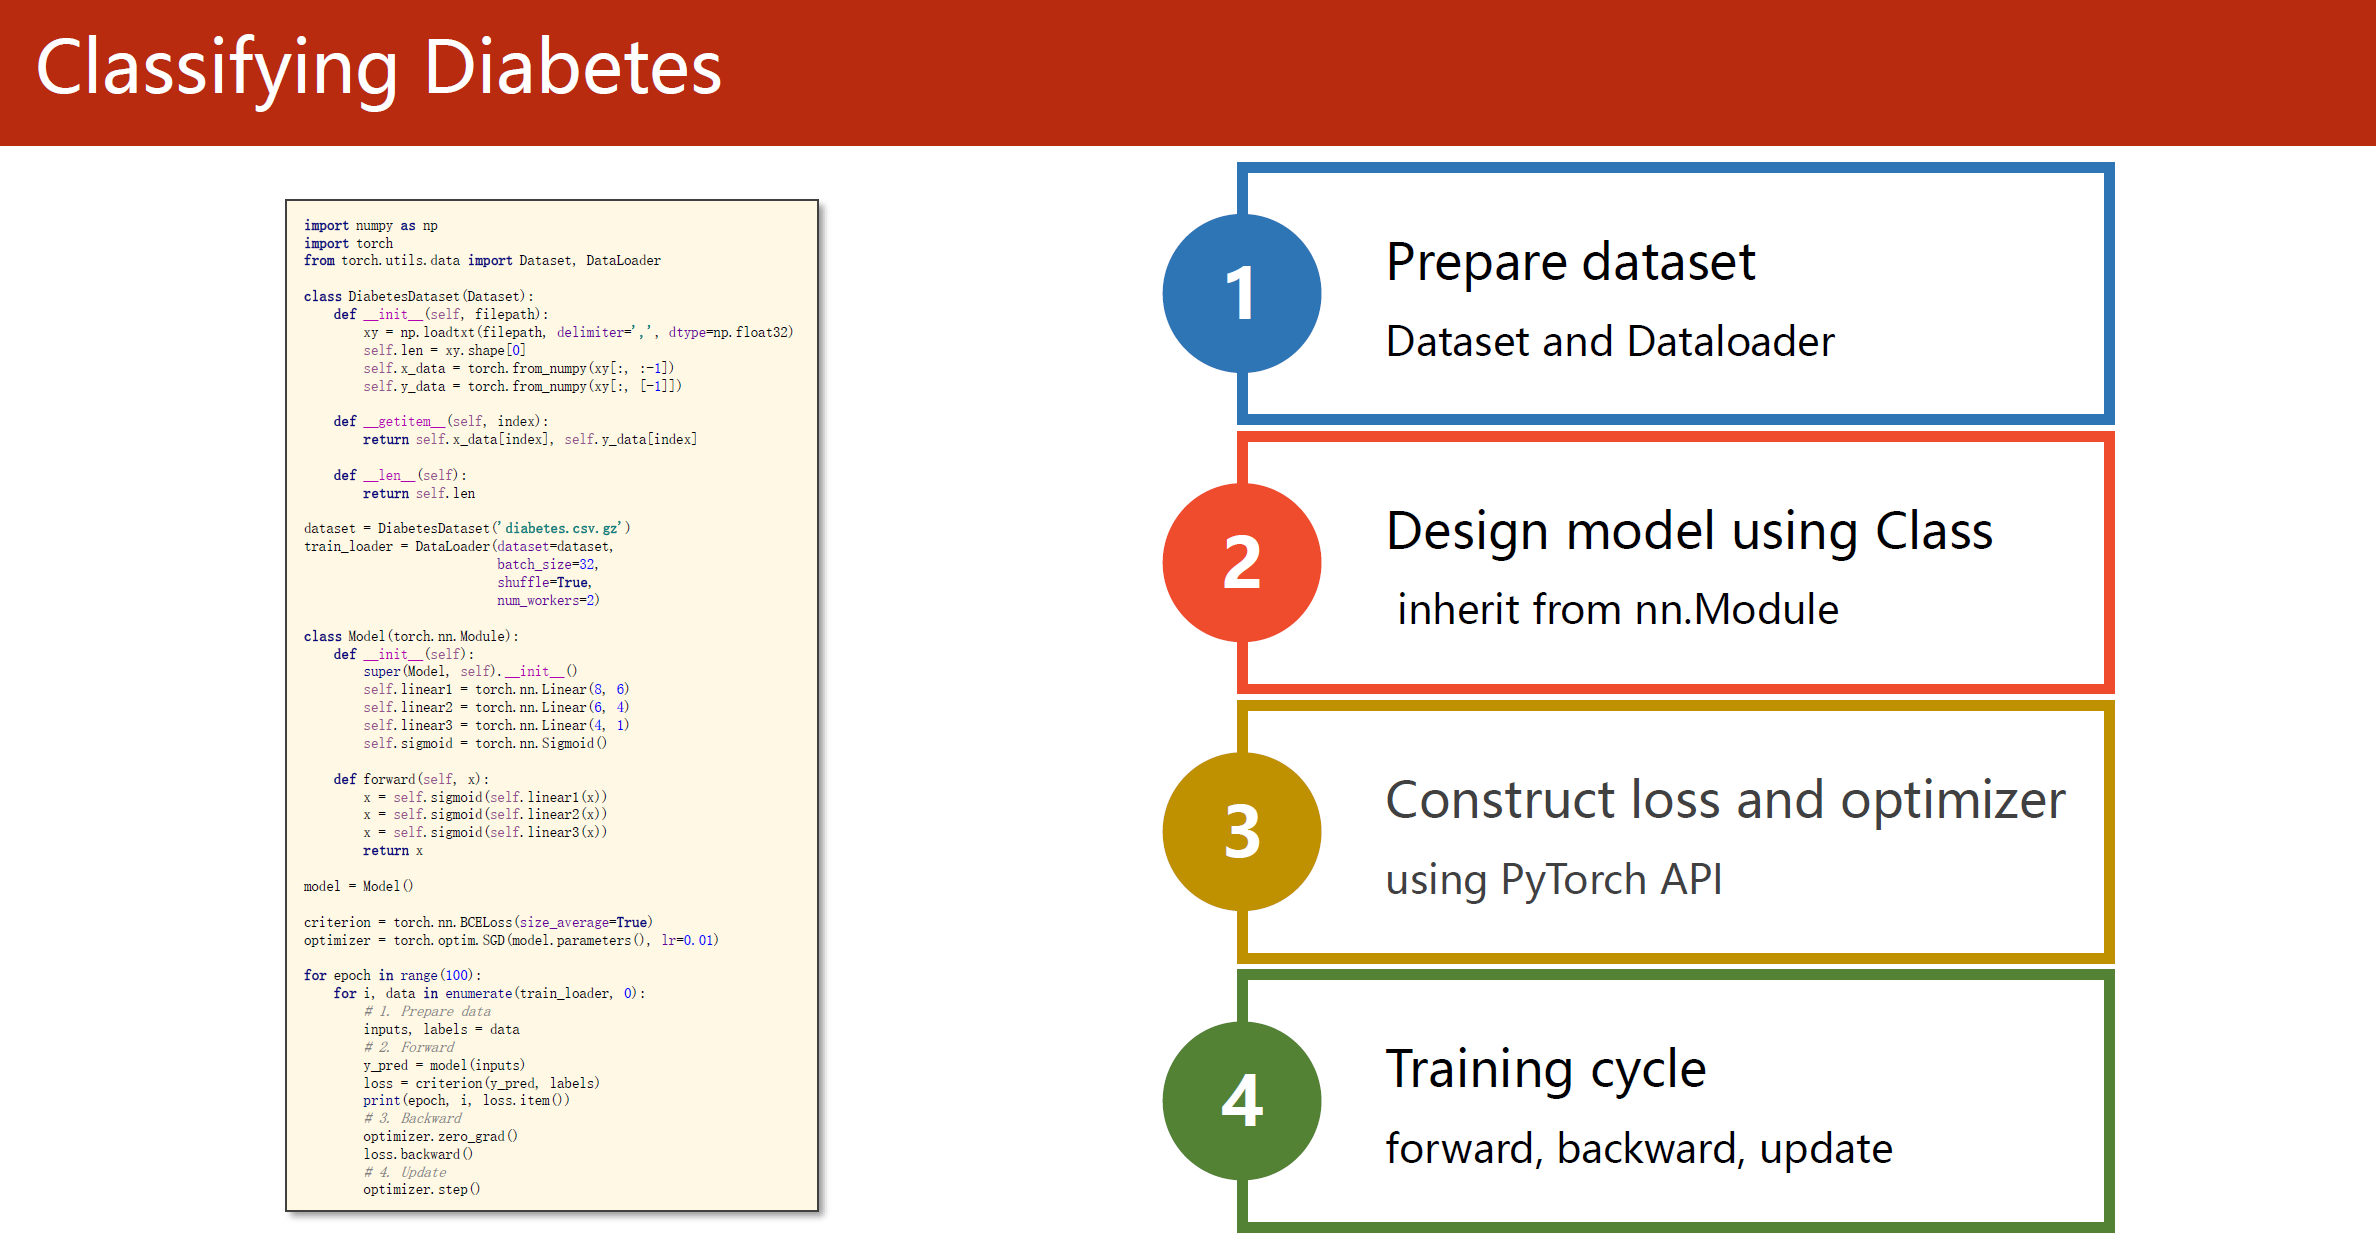 Classifying Diabetes
import numpy as np
import torch
from torch.utils.data import Dataset, DataLoader
class DiabetesDataset(Dataset):
    def __init__(self, filepath):
        xy = np.loadtxt(filepath, delimiter=',', dtype=np.float32)
        self.len = xy.shape[0]
        self.x_data = torch.from_numpy(xy[:, :-1])
        self.y_data = torch.from_numpy(xy[:, [-1]])
    def __getitem__(self, index):
        return self.x_data[index], self.y_data[index]
    def __len__(self):
        return self.len
dataset = DiabetesDataset('diabetes.csv.gz')
train_loader = DataLoader(dataset=dataset,
                          batch_size=32,
                          shuffle=True,
                          num_workers=2)
class Model(torch.nn.Module):
    def __init__(self):
        super(Model, self).__init__()
        self.linear1 = torch.nn.Linear(8, 6)
        self.linear2 = torch.nn.Linear(6, 4)
        self.linear3 = torch.nn.Linear(4, 1)
        self.sigmoid = torch.nn.Sigmoid()
    def forward(self, x):
        x = self.sigmoid(self.linear1(x))
        x = self.sigmoid(self.linear2(x))
        x = self.sigmoid(self.linear3(x))
        return x
model = Model()
criterion = torch.nn.BCELoss(size_average=True)
optimizer = torch.optim.SGD(model.parameters(), lr=0.01)
for epoch in range(100):
    for i, data in enumerate(train_loader, 0):
        # 1. Prepare data
        inputs, labels = data
        # 2. Forward
        y_pred = model(inputs)
        loss = criterion(y_pred, labels)
        print(epoch, i, loss.item())
        # 3. Backward
        optimizer.zero_grad()
        loss.backward()
        # 4. Update
        optimizer.step()
1
Prepare dataset
Dataset and Dataloader
2
Design model using Class
inherit from nn.Module
3
Construct loss and optimizer
using PyTorch API
4
Training cycle
forward, backward, update